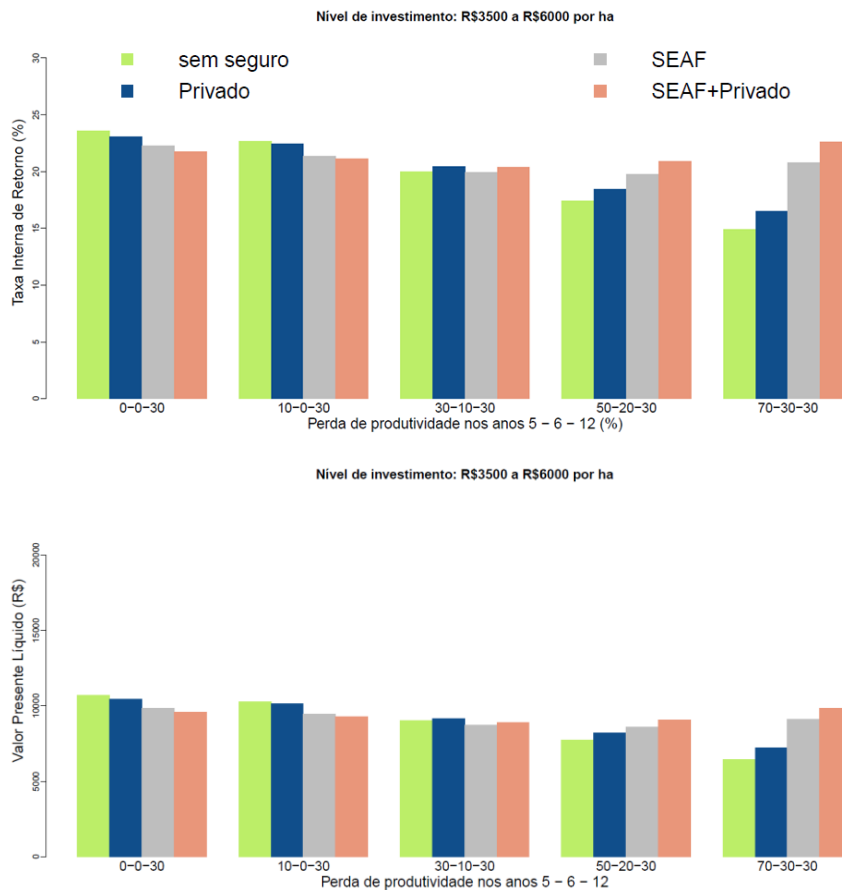 Nível de investimento: R$3500 a R$6000 por ha
sem seguro
SEAF
Privado
SEAF+Privado
Taxa Interna de Retorno (%)
30
25
20
15
10
5
0
0−0−30
10−0−30
30−10−30
50−20−30
70−30−30
Perda de produtividade nos anos 5 − 6 − 12 (%)
Nível de investimento: R$3500 a R$6000 por ha
Valor Presente Líquido (R$)
20000
15000
10000
5000
0
0−0−30
10−0−30
30−10−30
50−20−30
70−30−30
Perda de produtividade nos anos 5 − 6 − 12